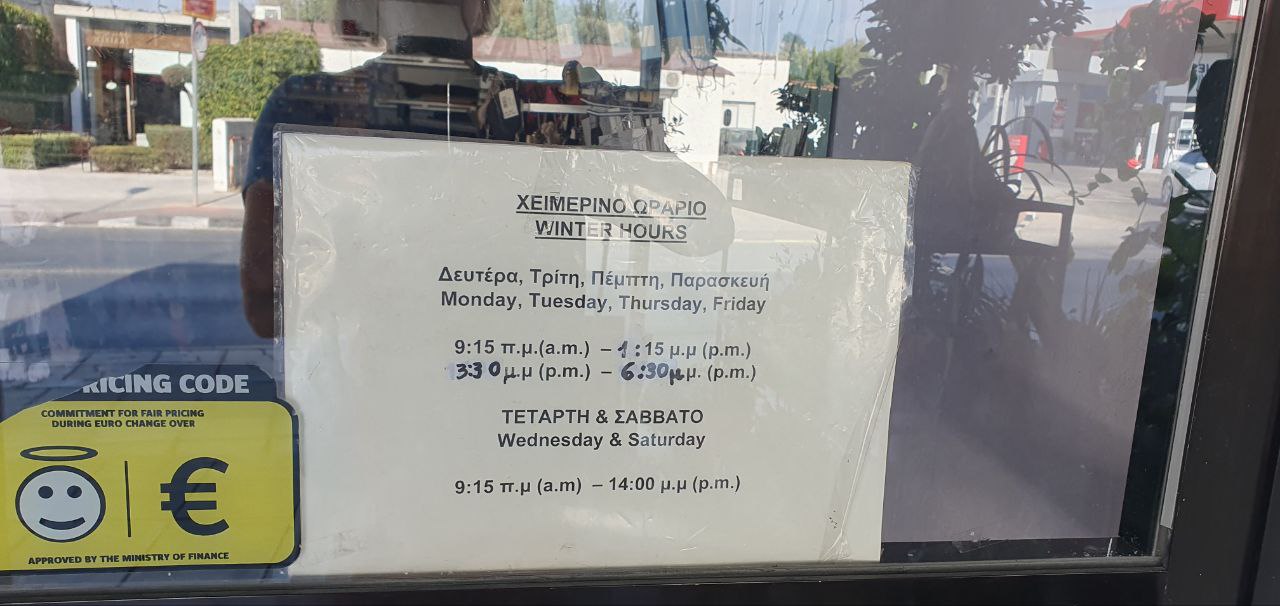 ΧΕΙΜΕΡΙΝΟ ΩΡΑΡΙΟ
WINTER HOURS
Δευτέρα, Τρίτη, Πέμπτη, Παρασκευή
Monday, Tuesday, Thursday, Friday
9:15 π.μ.(a.m.) – 1:15 μ.μ (p.m.)
3:30 μ.μ (p.m.) – 6:30 μ.μ. (p.m.)
ΤΕΤΑΡΤΗ & ΣΑΒΒΑΤΟ
Wednesday & Saturday
9:15 π.μ (a.m) – 14:00 μ.μ (p.m.)
RICING CODE
COMMITMENT FOR FAIR PRICING
DURING EURO CHANGE OVER
€
APPROVED BY THE MINISTRY OF FINANCE